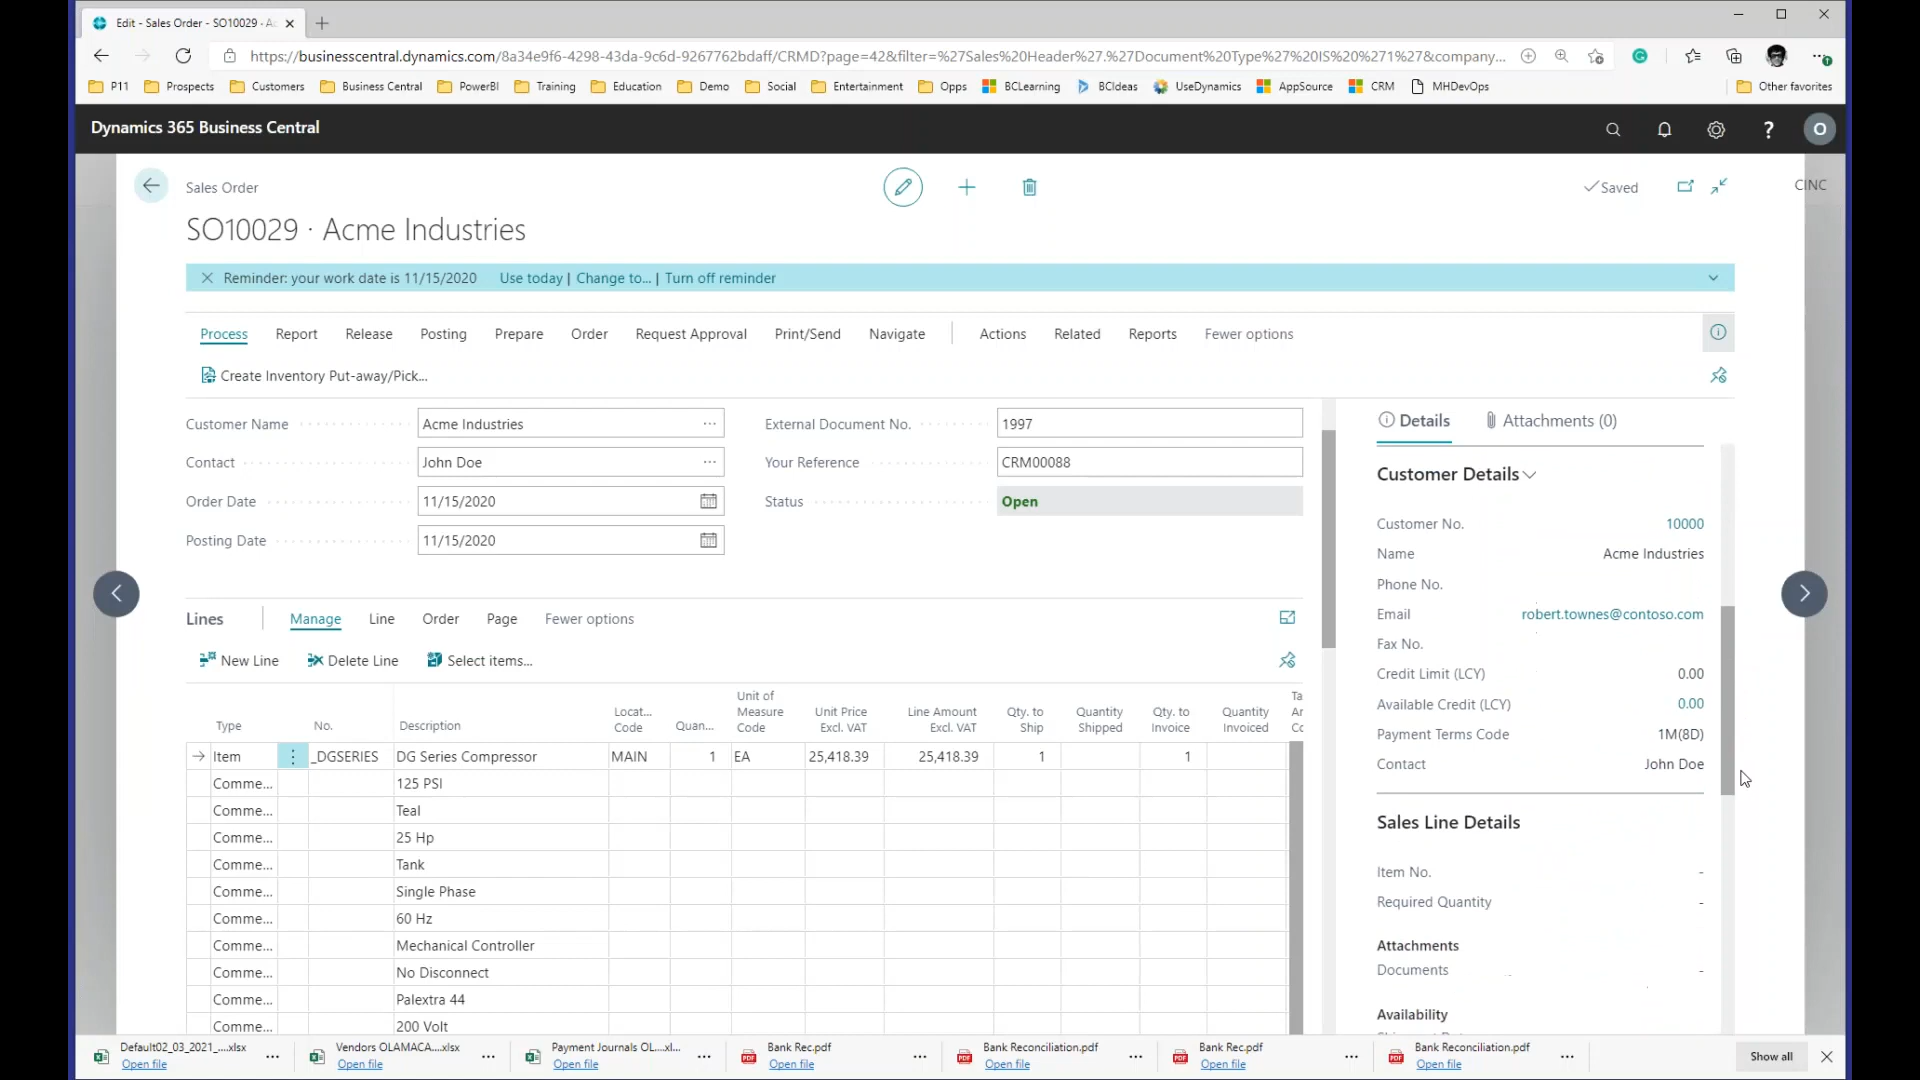 Edit - Sales Order - SO10029 · Ac
https://businesscentral.dynamics.com/8a34e9f6-4298-43da-9c6d-9267762bdaff/CRMD?page=42&filter=%27Sales%20Header%27.%27Document%20Type%27%20IS%20%271%27&company...
P11 Prospects Customers Business Central PowerBI Training Education Demo Social Entertainment Opps BCLearning BCIdeas UseDynamics AppSource CRM MHDevOps Other favorites
Dynamics 365 Business Central
? O
Sales Order
Saved
CINC
SO10029 · Acme Industries
Reminder: your work date is 11/15/2020 Use today | Change to... | Turn off reminder
Process Report Release Posting Prepare Order Request Approval Print/Send Navigate Actions Related Reports Fewer options
Create Inventory Put-away/Pick...
Customer Name Acme Industries
Contact John Doe
Order Date 11/15/2020
Posting Date 11/15/2020
External Document No. 1997
Your Reference CRM00088
Status Open
Lines Manage Line Order Page Fewer options
New Line Delete Line Select items...
Type No. Description Locat... Code Quan... Unit of Measure Code Unit Price Excl. VAT Line Amount Excl. VAT Qty. to Ship Quantity Shipped Qty. to Invoice Quantity Invoiced Ta Ar Cc
Item _DGSERIES DG Series Compressor MAIN 1 EA 25,418.39 25,418.39 1 1
Comme... 125 PSI
Comme... Teal
Comme... 25 Hp
Comme... Tank
Comme... Single Phase
Comme... 60 Hz
Comme... Mechanical Controller
Comme... No Disconnect
Comme... Palextra 44
Comme... 200 Volt
Details Attachments (0)
Customer Details
Customer No. 10000
Name Acme Industries
Phone No.
Email robert.townes@contoso.com
Fax No.
Credit Limit (LCY) 0.00
Available Credit (LCY) 0.00
Payment Terms Code 1M(8D)
Contact John Doe
Sales Line Details
Item No. -
Required Quantity -
Attachments
Documents -
Availability
Default02_03_2021_....xlsx Vendors OLAMACA....xlsx Payment Journals OL....xl... Bank Rec.pdf Bank Reconciliation.pdf Bank Rec.pdf Bank Reconciliation.pdf
Open file Open file Open file Open file Open file Open file Open file
Show all